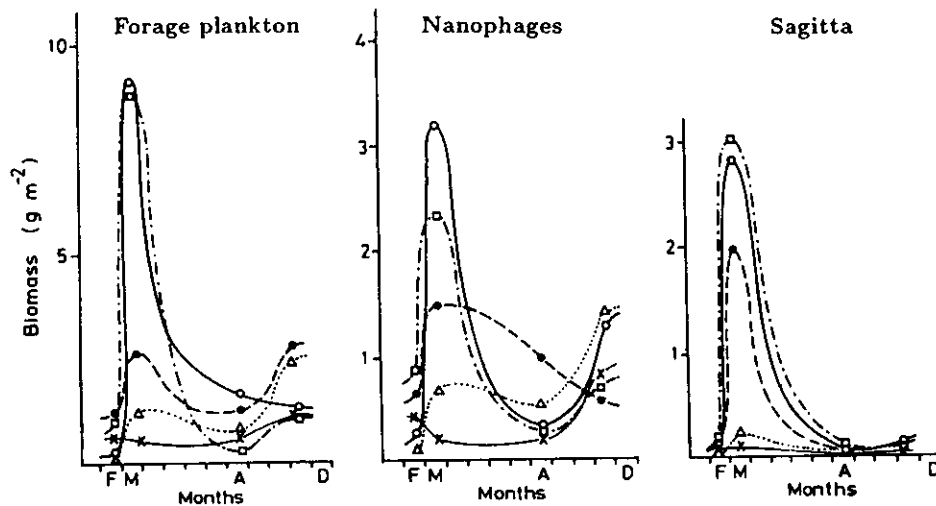 Forage plankton
Nanophages
Sagitta
Biomass (g m⁻²)
10
5
F M A D
Months
4
3
2
1
F M A D
Months
3
2
1
F M A D
Months